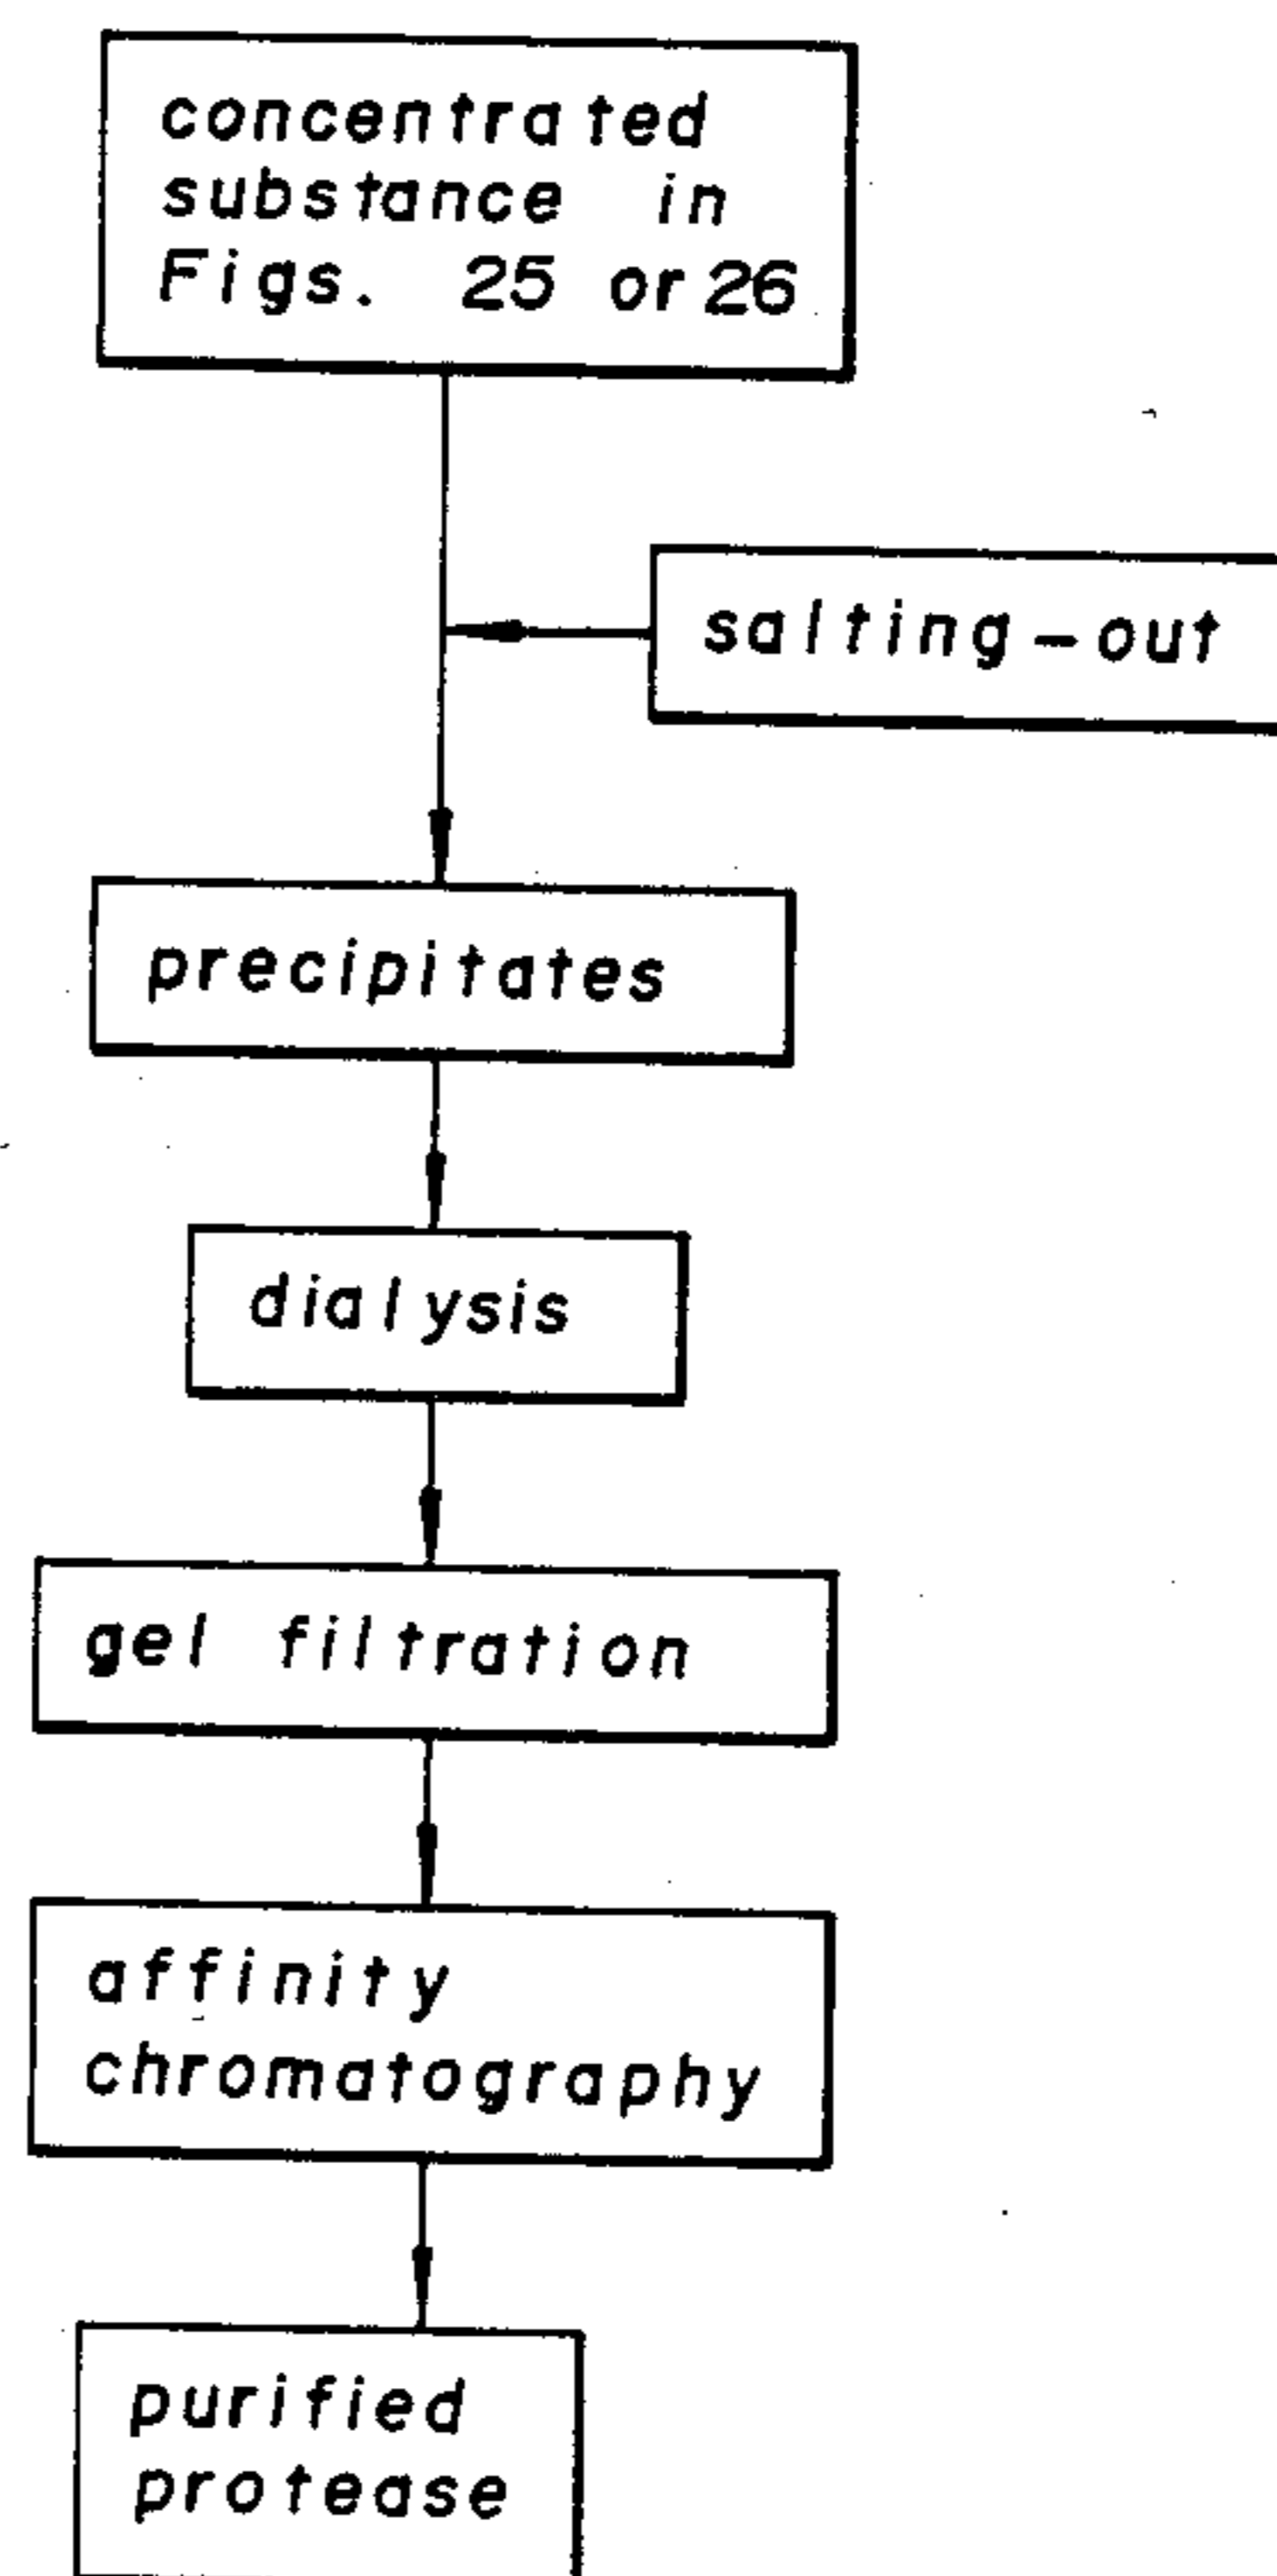 concentrated
substance in
Figs. 25 or 26
salting-out
precipitates
dialysis
gel filtration
affinity
chromatography
purified
protease